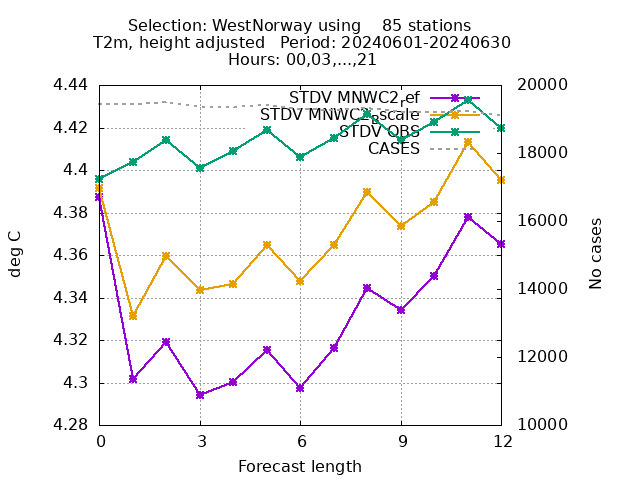 Selection: WestNorway using    85 stations
T2m, height adjusted   Period: 20240601-20240630
Hours: 00,03,...,21
4.44
4.42
4.4
4.38
4.36
4.34
4.32
4.3
4.28
deg C
20000
18000
16000
14000
12000
10000
No cases
STDV MNWC2ref
STDV MNWC2gscale
STDV OBS
CASES
0
3
6
9
12
Forecast length